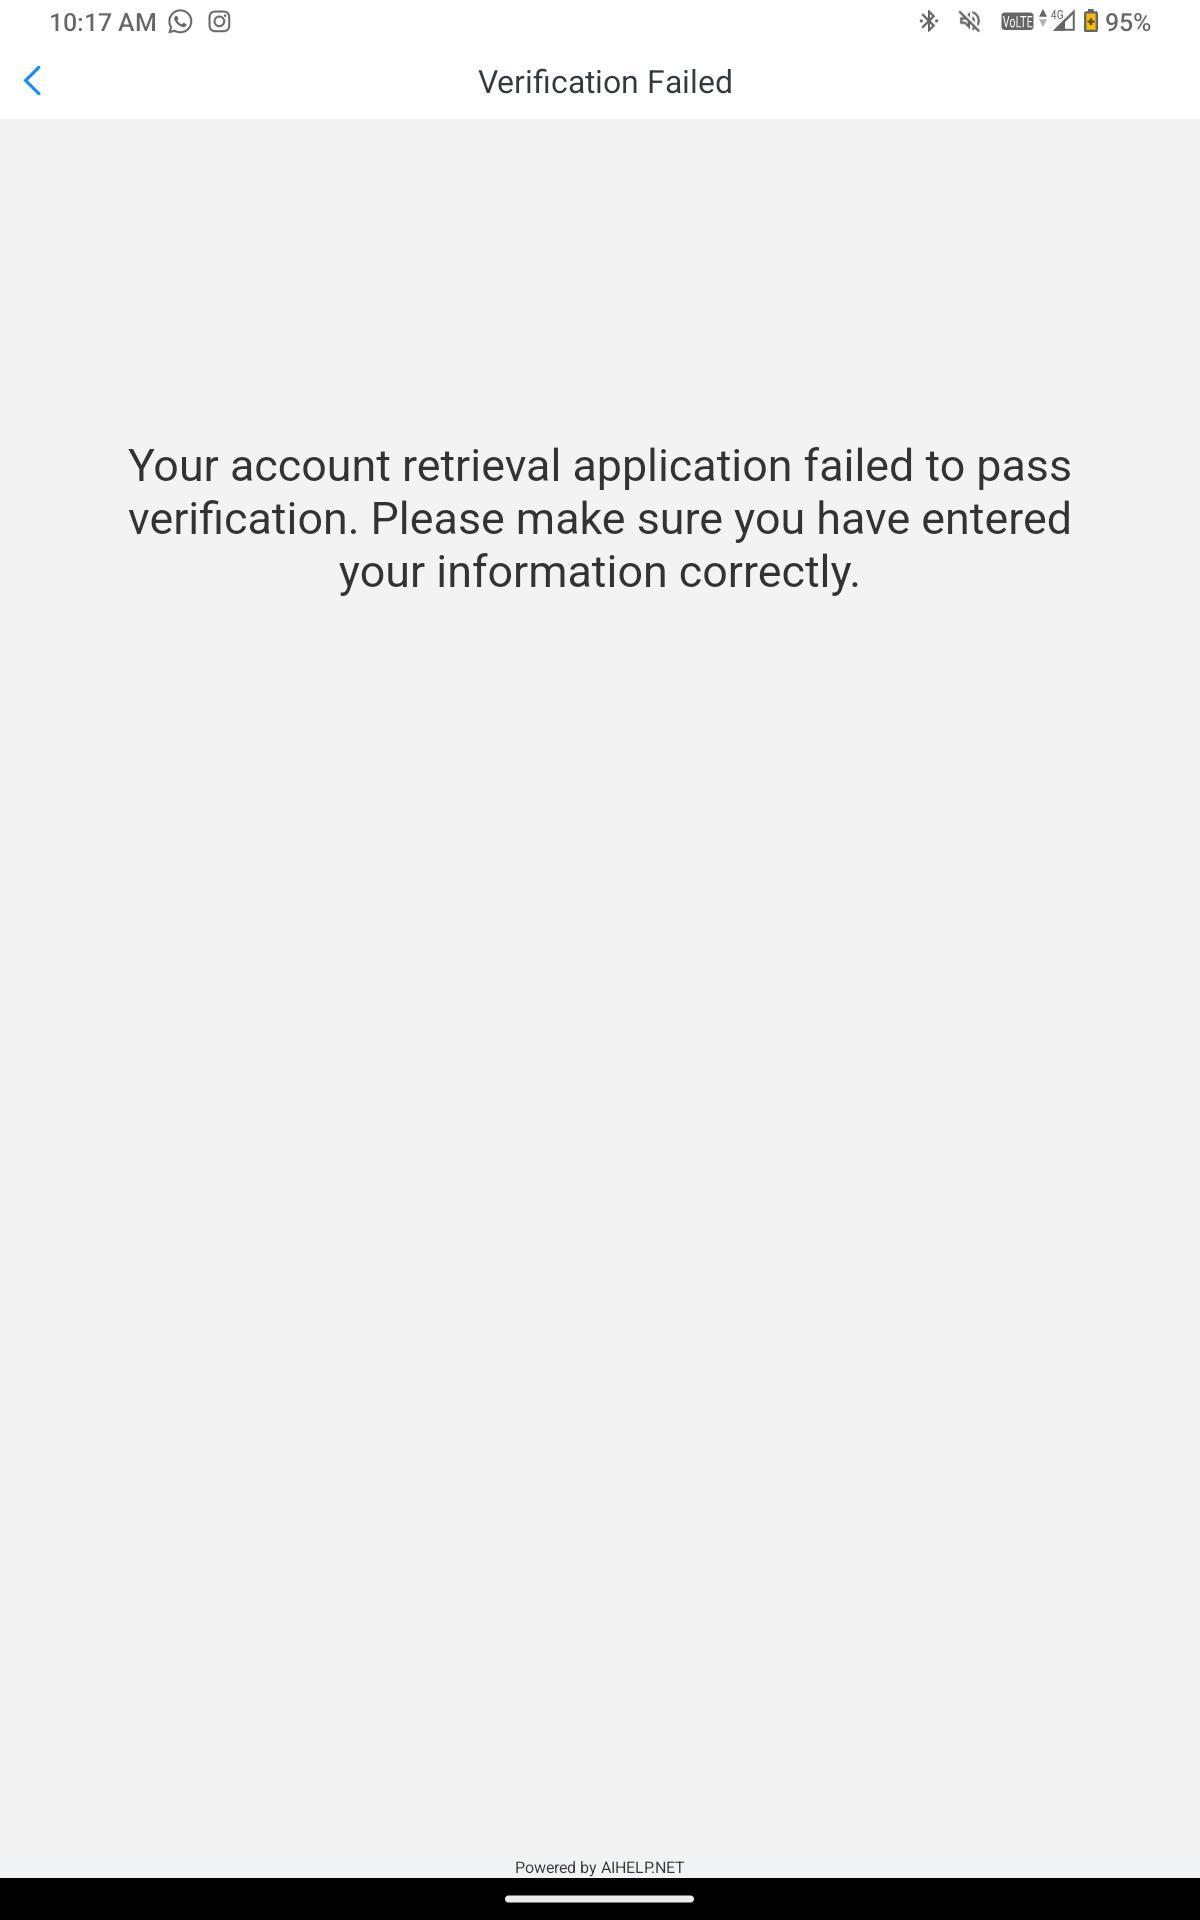 10:17 AM
VoLTE 4G 95%
Verification Failed
Your account retrieval application failed to pass
verification. Please make sure you have entered
your information correctly.
Powered by AIHELP.NET